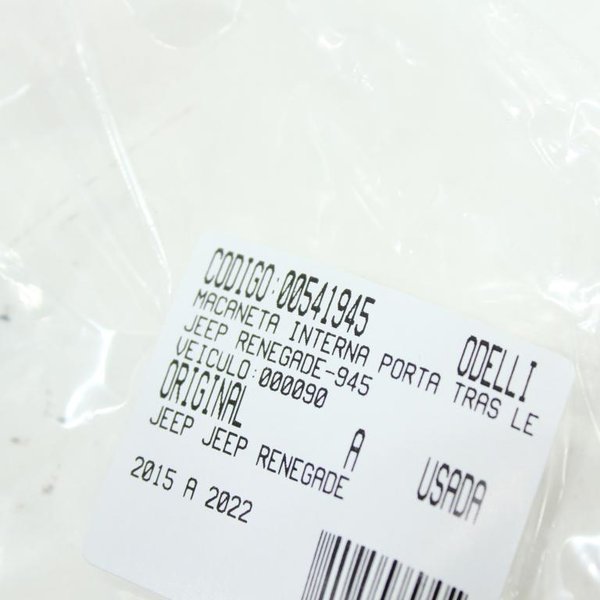 CODIGO:00541945 ODELLI
MACANETA INTERNA PORTA TRAS LE
JEEP RENEGADE-945
VEICULO:000090
ORIGINAL A USADA
JEEP JEEP RENEGADE
2015 A 2022